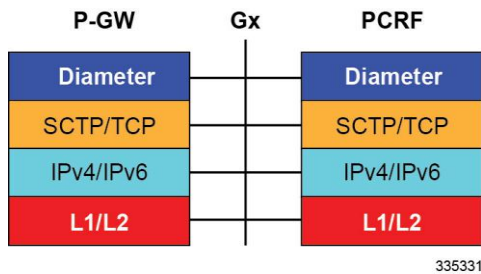 P-GW Gx PCRF
Diameter Diameter
SCTP/TCP SCTP/TCP
IPv4/IPv6 IPv4/IPv6
L1/L2 L1/L2
335331